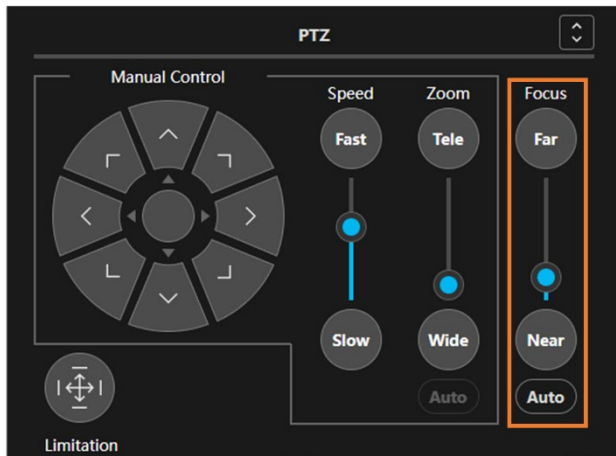 PTZ
Manual Control
Speed
Zoom
Focus
Fast
Tele
Far
Slow
Wide
Near
Auto
Auto
Limitation